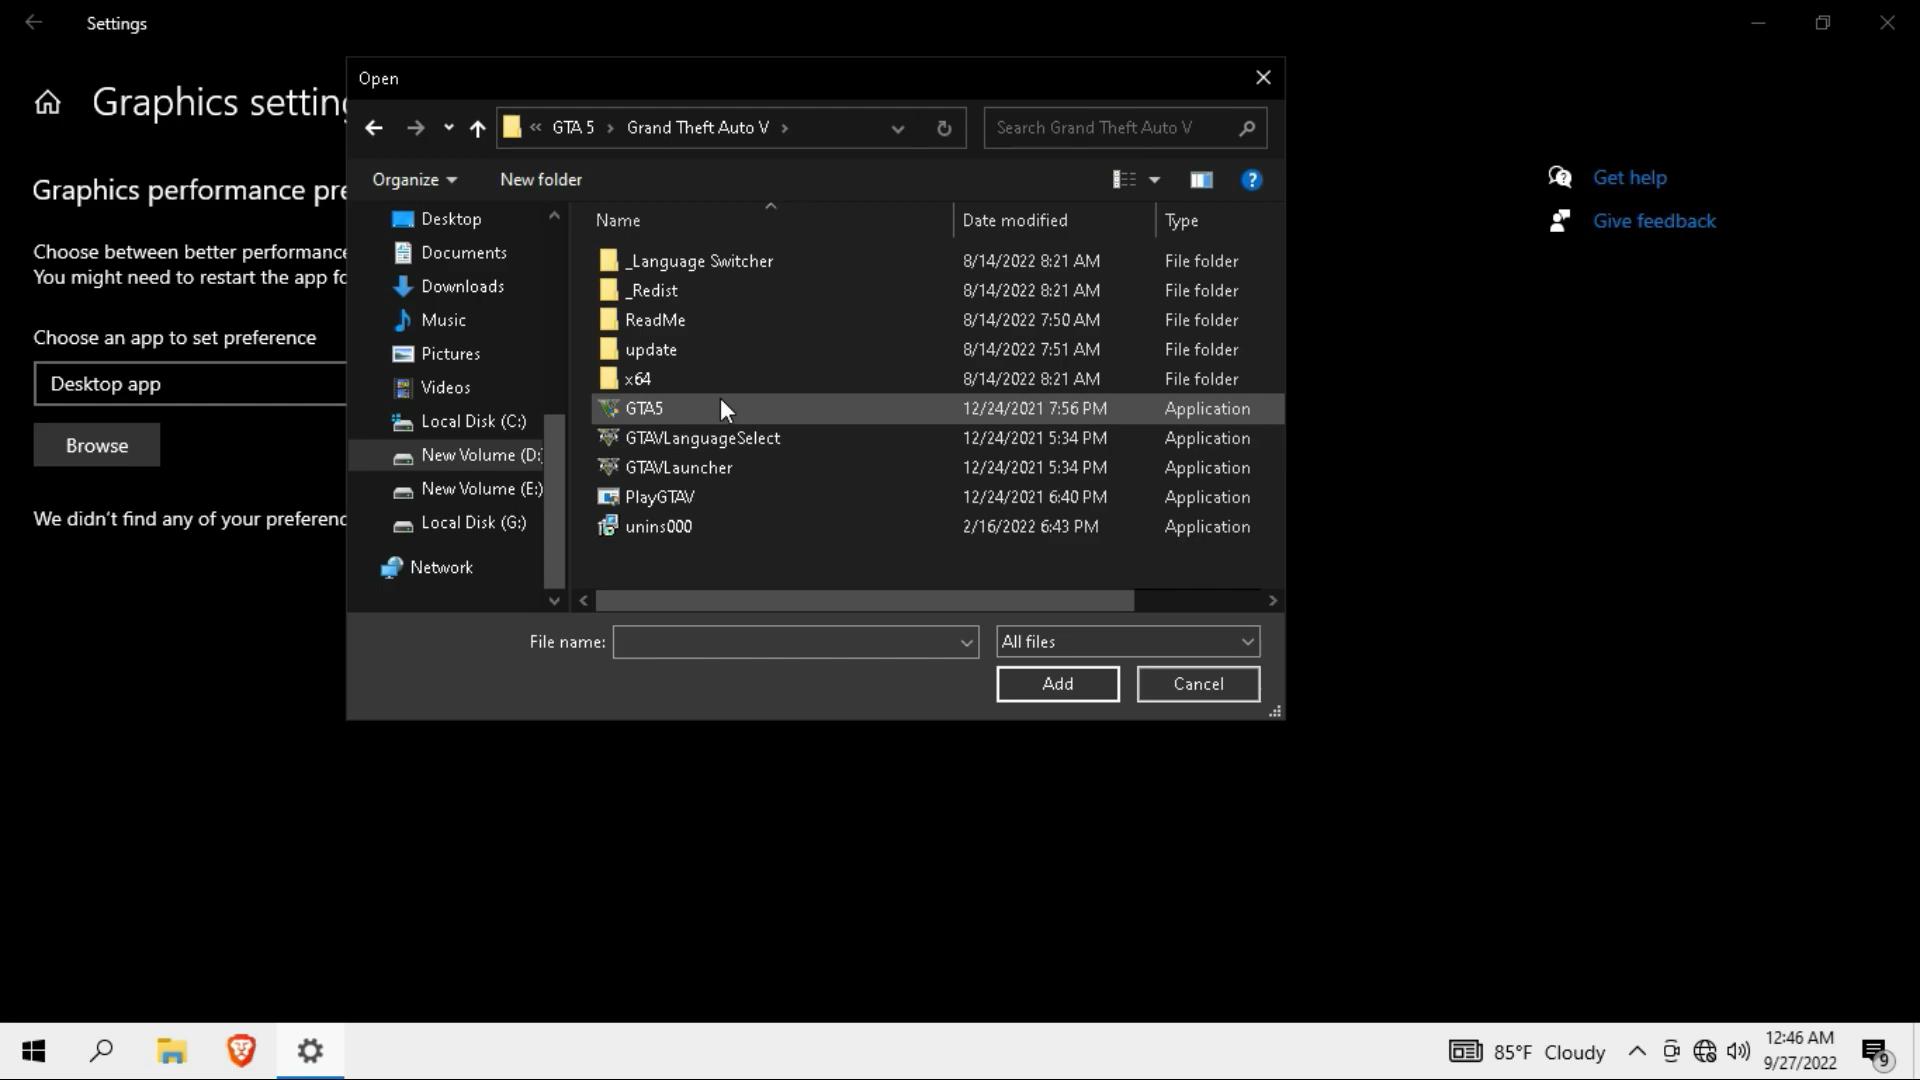 Settings
Graphics setting
Graphics performance pre
Choose between better performance
You might need to restart the app fo
Choose an app to set preference
Desktop app
Browse
We didn't find any of your preferenc
Open
« GTA 5 › Grand Theft Auto V ›
Search Grand Theft Auto V
Organize
New folder
?
Desktop
Documents
Downloads
Music
Pictures
Videos
Local Disk (C:)
New Volume (D:
New Volume (E:)
Local Disk (G:)
Network
Name Date modified Type
_Language Switcher 8/14/2022 8:21 AM File folder
_Redist 8/14/2022 8:21 AM File folder
ReadMe 8/14/2022 7:50 AM File folder
update 8/14/2022 7:51 AM File folder
x64 8/14/2022 8:21 AM File folder
GTA5 12/24/2021 7:56 PM Application
GTAVLanguageSelect 12/24/2021 5:34 PM Application
GTAVLauncher 12/24/2021 5:34 PM Application
PlayGTAV 12/24/2021 6:40 PM Application
unins000 2/16/2022 6:43 PM Application
File name:
All files
Add
Cancel
Get help
Give feedback
85°F Cloudy
12:46 AM
9/27/2022
9